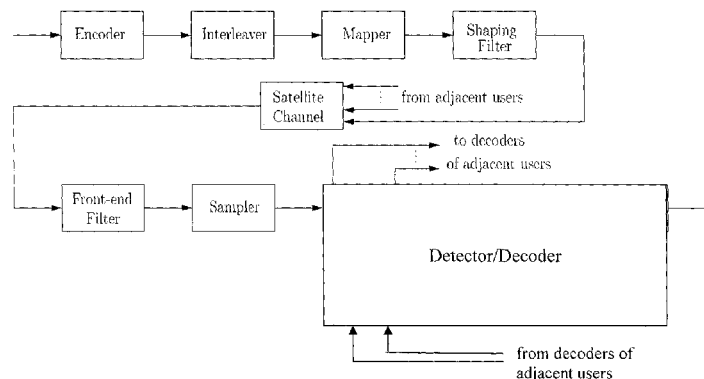 Encoder
Interleaver
Mapper
Shaping
Filter
Satellite
Channel
from adjacent users
to decoders
of adjacent users
Front-end
Filter
Sampler
Detector/Decoder
from decoders of
adjacent users